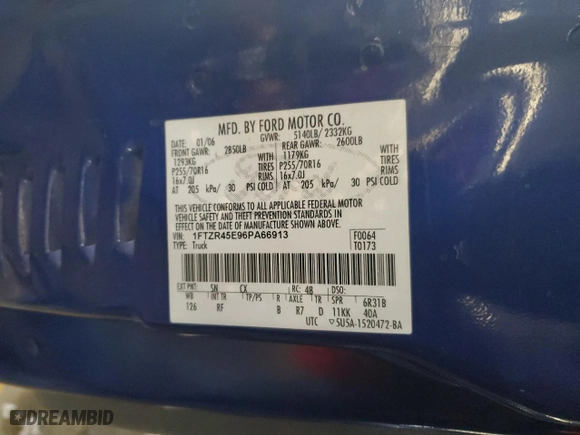 MFD. BY FORD MOTOR CO.
DATE: 01/06 GVWR: 5140LB/ 2332KG
FRONT GAWR: 2850LB REAR GAWR: 2600LB
1293KG WITH 1179KG WITH
P255/70R16 TIRES P255/70R16 TIRES
16x7.0J RIMS 16x7.0J RIMS
AT 205 kPa/ 30 PSI COLD AT 205 kPa/ 30 PSI COLD
THIS VEHICLE CONFORMS TO ALL APPLICABLE FEDERAL MOTOR
VEHICLE SAFETY AND THEFT PREVENTION STANDARDS IN
EFFECT ON THE DATE OF MANUFACTURE SHOWN ABOVE.
VIN: 1FTZR45E96PA66913 F0064
TYPE: Truck T0173
EXT PNT: SN CX RC: 48 DSO:
WB INT TR TP/PS R AXLE TR SPR 6R31B
126 RF B R7 D 11KK 40A
UTC 5U5A-1520472-BA
DREAMBID